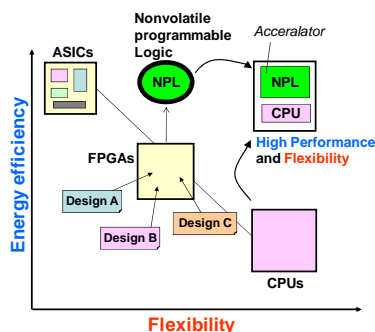 Nonvolatile
programmable
Logic
Acceralator
ASICs
NPL
NPL
CPU
High Performance
and Flexibility
FPGAs
Design A
Design B
Design C
CPUs
Energy efficiency
Flexibility